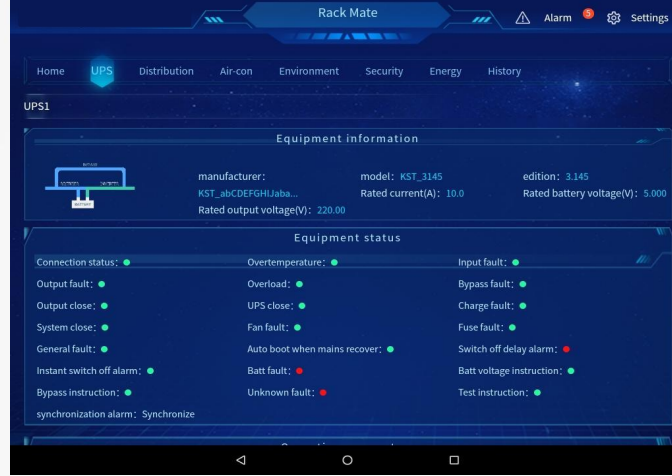 Rack Mate
Alarm 5 Settings
Home UPS Distribution Air-con Environment Security Energy History
UPS1
Equipment information
manufacturer: model: KST_3145 edition: 3.145
KST_abCDEFGHIJaba... Rated current(A): 10.0 Rated battery voltage(V): 5.000
Rated output voltage(V): 220.00
Equipment status
Connection status: Overtemperature: Input fault:
Output fault: Overload: Bypass fault:
Output close: UPS close: Charge fault:
System close: Fan fault: Fuse fault:
General fault: Auto boot when mains recover: Switch off delay alarm:
Instant switch off alarm: Batt fault: Batt voltage instruction:
Bypass instruction: Unknown fault: Test instruction:
synchronization alarm: Synchronize